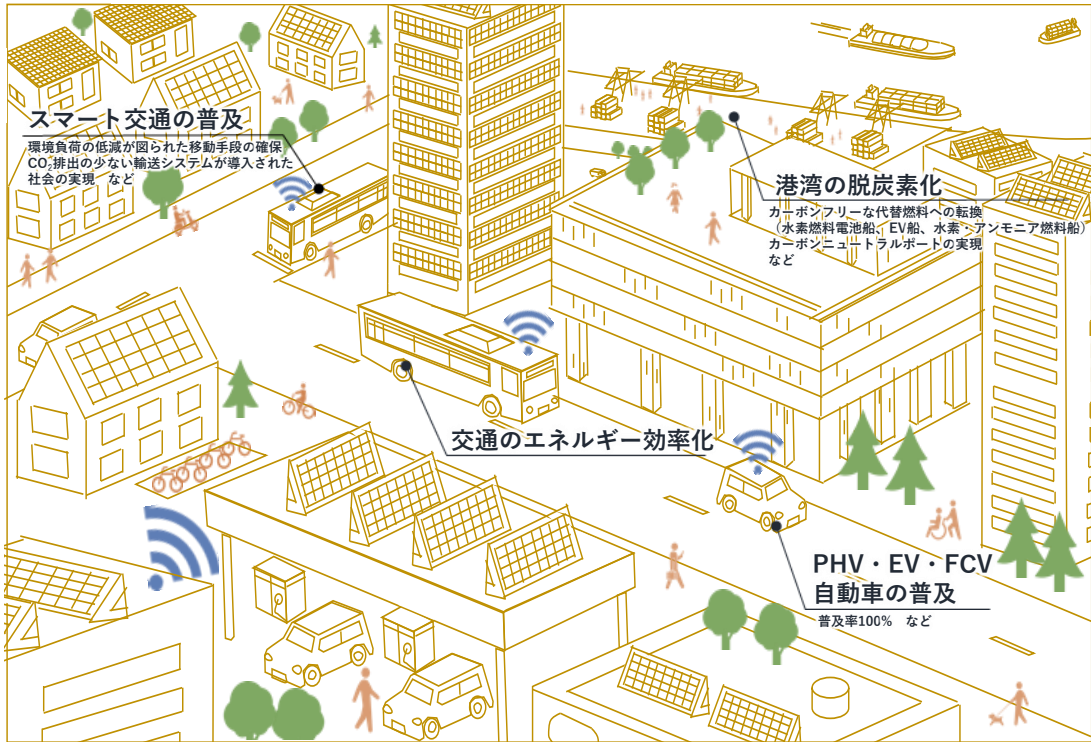 スマート交通の普及
環境負荷の低減が図られた移動手段の確保
CO₂排出の少ない輸送システムが導入された
社会の実現　など
港湾の脱炭素化
カーボンフリーな代替燃料への転換
（水素燃料電池船、EV船、水素・アンモニア燃料船）
カーボンニュートラルポートの実現
など
交通のエネルギー効率化
PHV・EV・FCV
自動車の普及
普及率100%　など